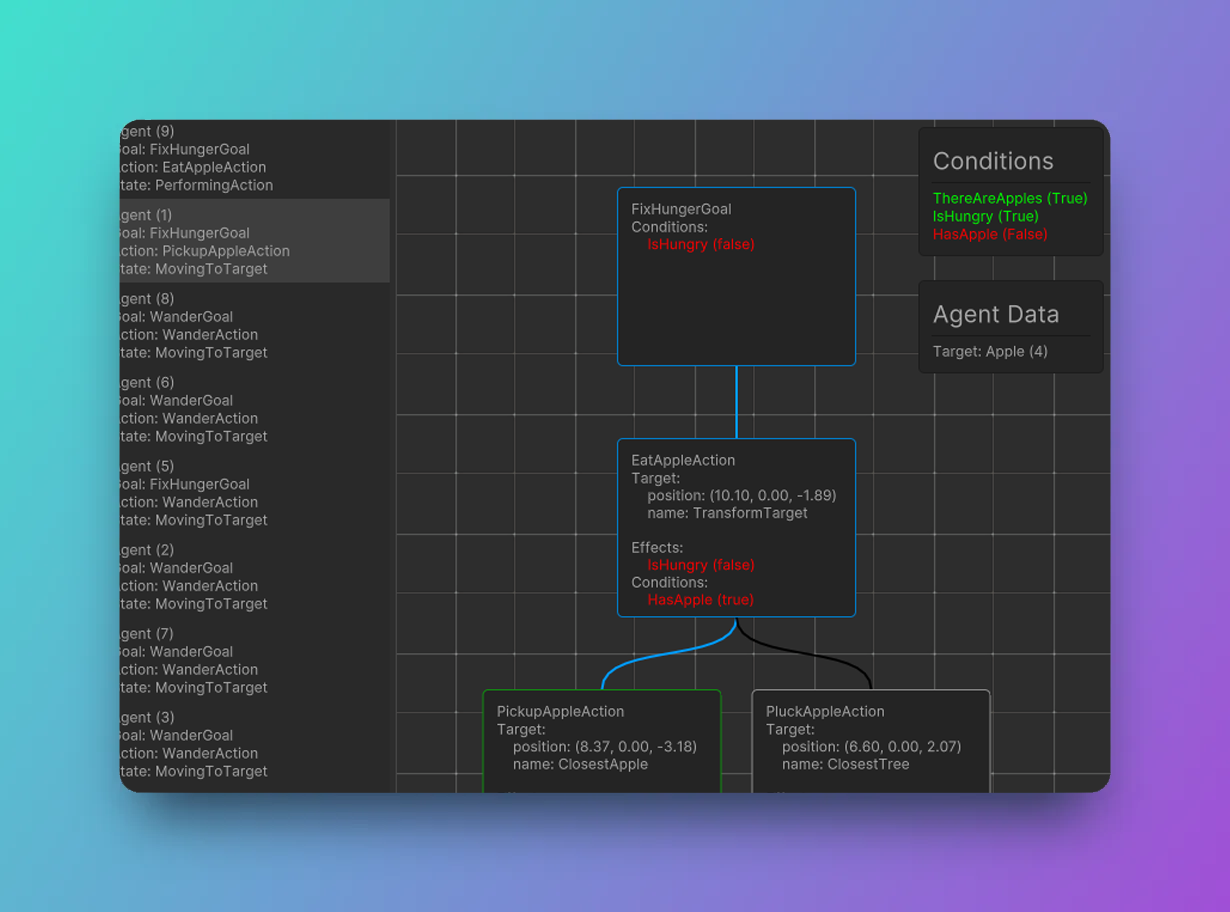 gent (9)
oal: FixHungerGoal
ction: EatAppleAction
tate: PerformingAction
gent (1)
oal: FixHungerGoal
ction: PickupAppleAction
tate: MovingToTarget
gent (8)
oal: WanderGoal
ction: WanderAction
tate: MovingToTarget
gent (6)
oal: WanderGoal
ction: WanderAction
tate: MovingToTarget
gent (5)
oal: FixHungerGoal
ction: WanderAction
tate: MovingToTarget
gent (2)
oal: WanderGoal
ction: WanderAction
tate: MovingToTarget
gent (7)
oal: WanderGoal
ction: WanderAction
tate: MovingToTarget
gent (3)
oal: WanderGoal
ction: WanderAction
tate: MovingToTarget
FixHungerGoal
Conditions:
IsHungry (false)
EatAppleAction
Target:
position: (10.10, 0.00, -1.89)
name: TransformTarget
Effects:
IsHungry (false)
Conditions:
HasApple (true)
PickupAppleAction
Target:
position: (8.37, 0.00, -3.18)
name: ClosestApple
PluckAppleAction
Target:
position: (6.60, 0.00, 2.07)
name: ClosestTree
Conditions
ThereAreApples (True)
IsHungry (True)
HasApple (False)
Agent Data
Target: Apple (4)